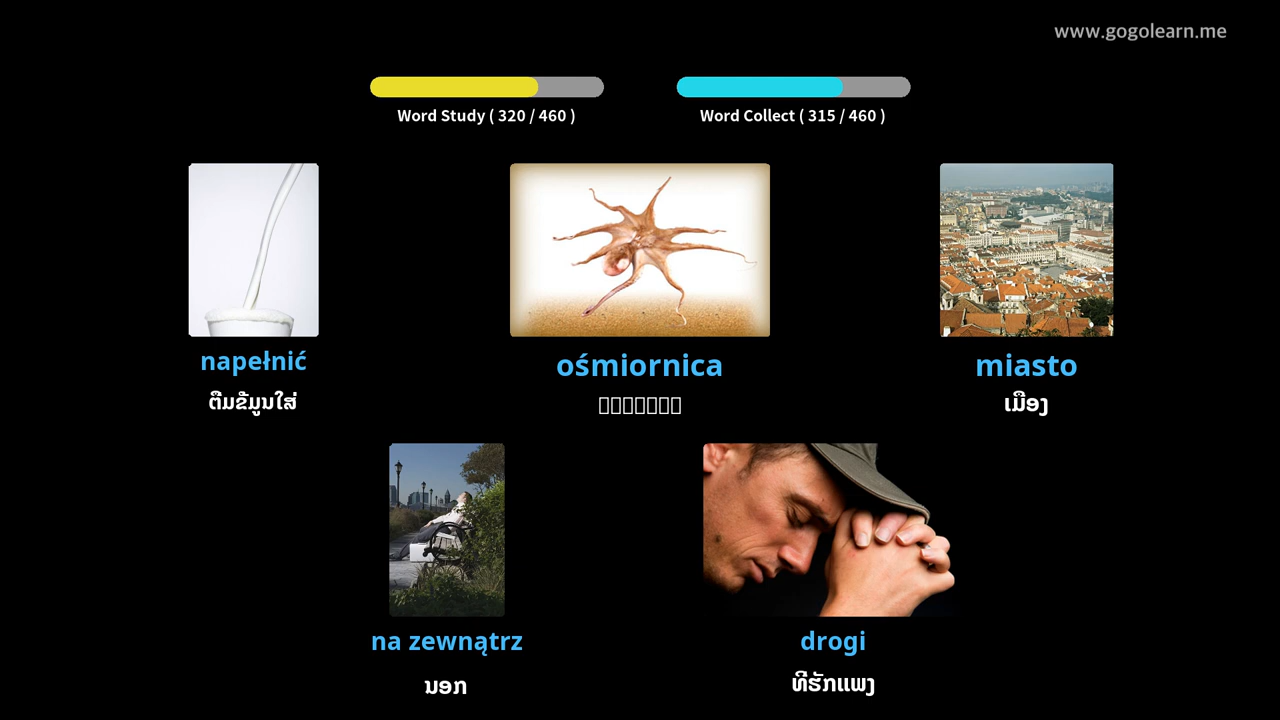 www.gogolearn.me
Word Study ( 320 / 460 )
Word Collect ( 315 / 460 )
napełnić
ośmiornica
miasto
ຕື່ມຂໍ້ມູນໃສ່
ເມືອງ
na zewnątrz
drogi
ນອກ
ທີ່ຮັກແພງ